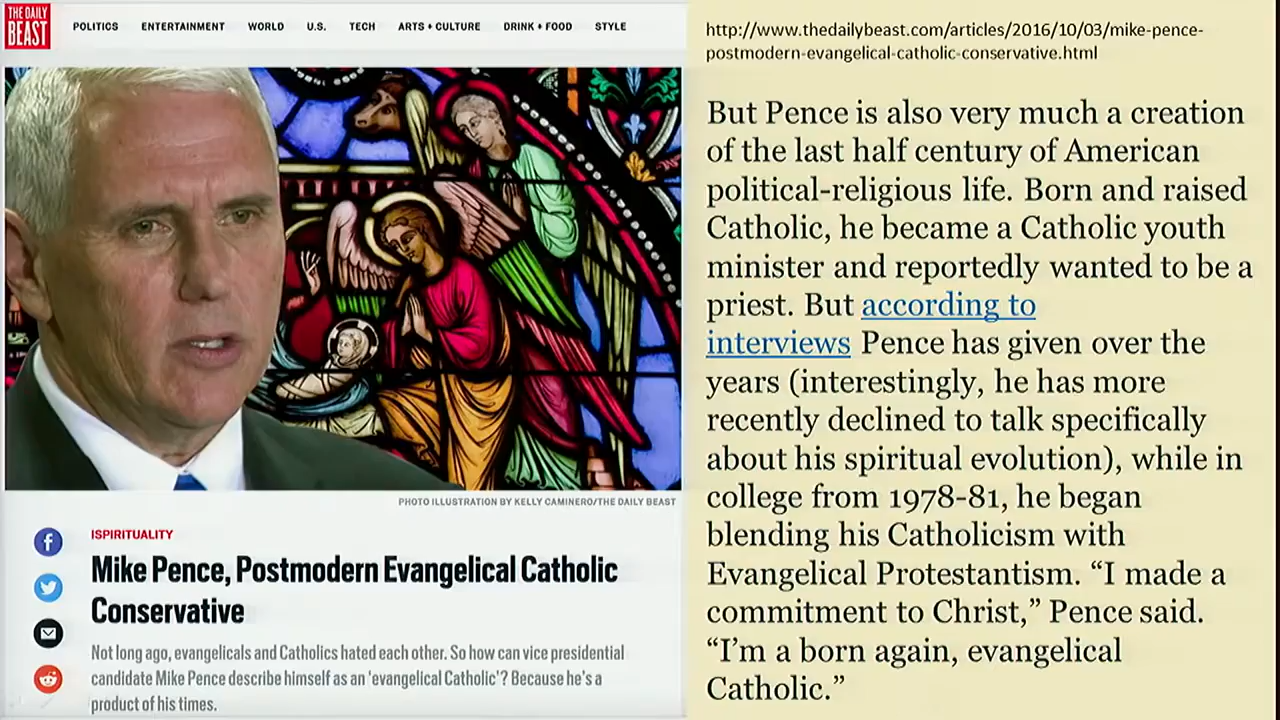 THE DAILY
BEAST
POLITICS ENTERTAINMENT WORLD U.S. TECH ARTS + CULTURE DRINK + FOOD STYLE
PHOTO ILLUSTRATION BY KELLY CAMINERO/THE DAILY BEAST
ISPIRITUALITY
Mike Pence, Postmodern Evangelical Catholic
Conservative
Not long ago, evangelicals and Catholics hated each other. So how can vice presidential
candidate Mike Pence describe himself as an 'evangelical Catholic'? Because he's a
product of his times.
http://www.thedailybeast.com/articles/2016/10/03/mike-pence-
postmodern-evangelical-catholic-conservative.html
But Pence is also very much a creation
of the last half century of American
political-religious life. Born and raised
Catholic, he became a Catholic youth
minister and reportedly wanted to be a
priest. But according to
interviews Pence has given over the
years (interestingly, he has more
recently declined to talk specifically
about his spiritual evolution), while in
college from 1978-81, he began
blending his Catholicism with
Evangelical Protestantism. “I made a
commitment to Christ,” Pence said.
“I’m a born again, evangelical
Catholic.”